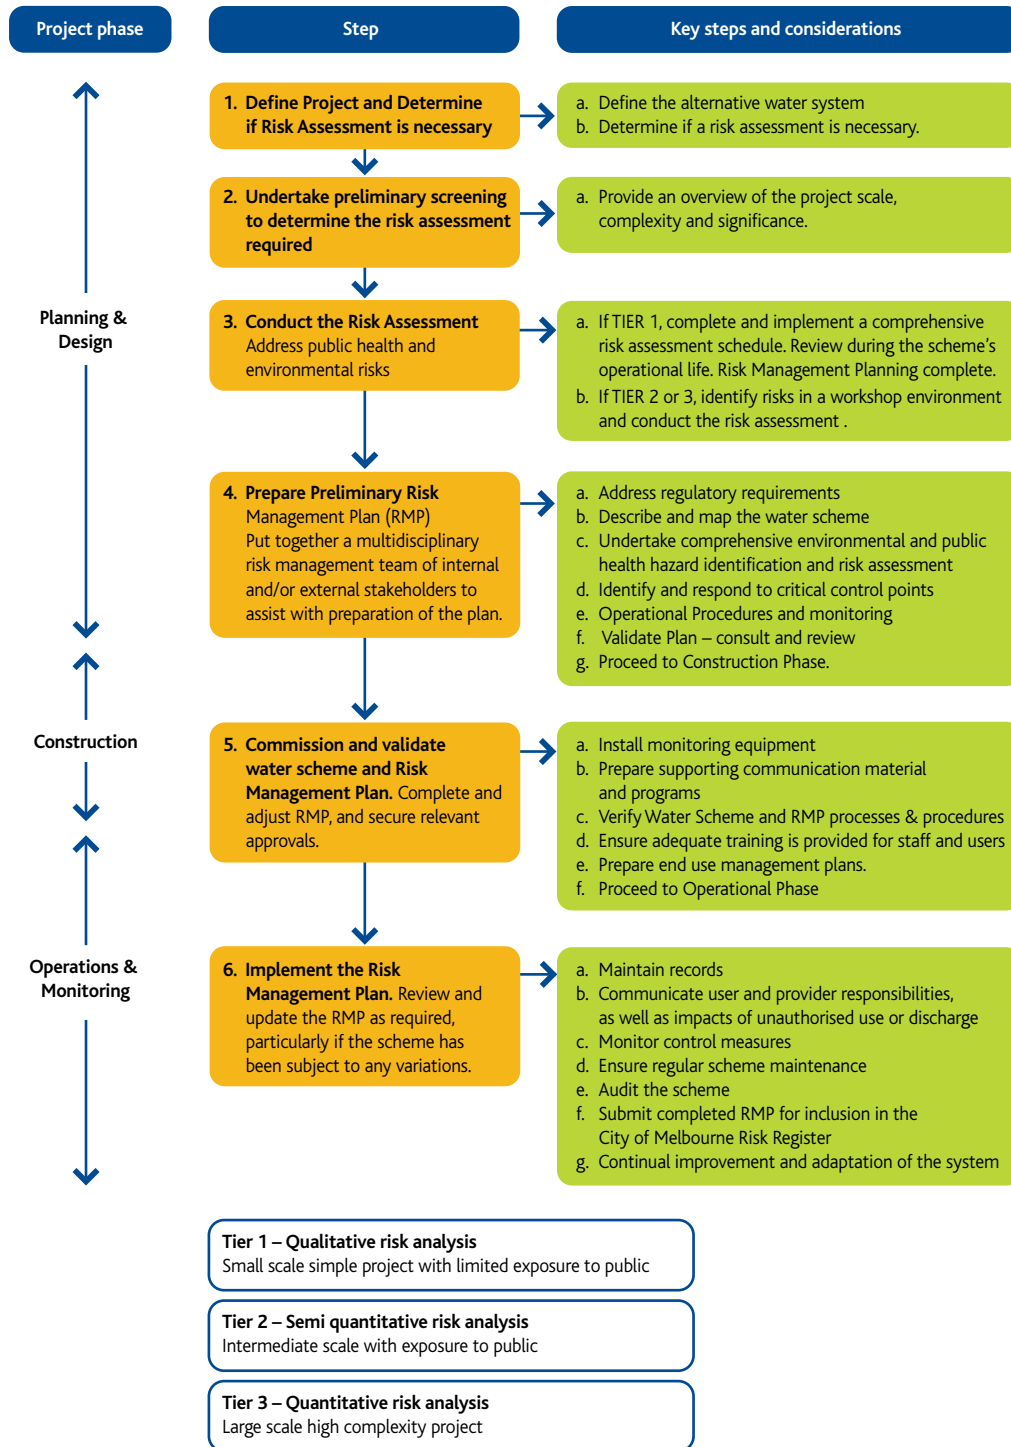 Project phase
Step
Key steps and considerations
Planning &
Design
1. Define Project and Determine
if Risk Assessment is necessary
a. Define the alternative water system
b. Determine if a risk assessment is necessary.
2. Undertake preliminary screening
to determine the risk assessment
required
a. Provide an overview of the project scale,
complexity and significance.
3. Conduct the Risk Assessment
Address public health and
environmental risks
a. If TIER 1, complete and implement a comprehensive
risk assessment schedule. Review during the scheme's
operational life. Risk Management Planning complete.
b. If TIER 2 or 3, identify risks in a workshop environment
and conduct the risk assessment .
4. Prepare Preliminary Risk
Management Plan (RMP)
Put together a multidisciplinary
risk management team of internal
and/or external stakeholders to
assist with preparation of the plan.
a. Address regulatory requirements
b. Describe and map the water scheme
c. Undertake comprehensive environmental and public
health hazard identification and risk assessment
d. Identify and respond to critical control points
e. Operational Procedures and monitoring
f. Validate Plan – consult and review
g. Proceed to Construction Phase.
Construction
5. Commission and validate
water scheme and Risk
Management Plan. Complete and
adjust RMP, and secure relevant
approvals.
a. Install monitoring equipment
b. Prepare supporting communication material
and programs
c. Verify Water Scheme and RMP processes & procedures
d. Ensure adequate training is provided for staff and users
e. Prepare end use management plans.
f. Proceed to Operational Phase
Operations &
Monitoring
6. Implement the Risk
Management Plan. Review and
update the RMP as required,
particularly if the scheme has
been subject to any variations.
a. Maintain records
b. Communicate user and provider responsibilities,
as well as impacts of unauthorised use or discharge
c. Monitor control measures
d. Ensure regular scheme maintenance
e. Audit the scheme
f. Submit completed RMP for inclusion in the
City of Melbourne Risk Register
g. Continual improvement and adaptation of the system
Tier 1 – Qualitative risk analysis
Small scale simple project with limited exposure to public
Tier 2 – Semi quantitative risk analysis
Intermediate scale with exposure to public
Tier 3 – Quantitative risk analysis
Large scale high complexity project